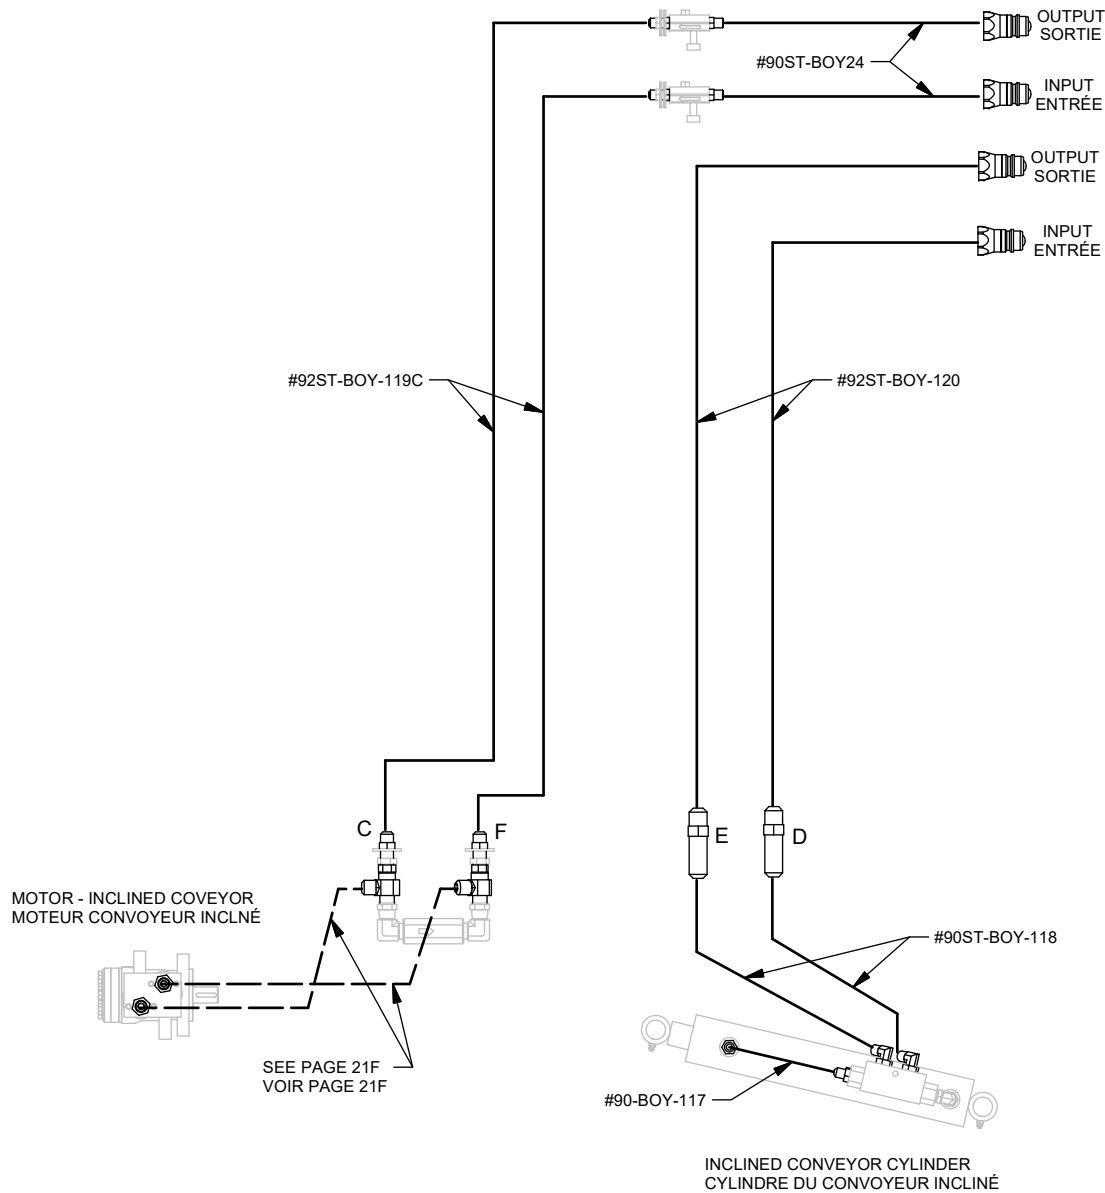 OUTPUT
SORTIE
#90ST-BOY24
INPUT
ENTRÉE
OUTPUT
SORTIE
INPUT
ENTRÉE
#92ST-BOY-119C
#92ST-BOY-120
C
F
E
D
MOTOR - INCLINED COVEYOR
MOTEUR CONVOYEUR INCLNÉ
#90ST-BOY-118
SEE PAGE 21F
VOIR PAGE 21F
#90-BOY-117
INCLINED CONVEYOR CYLINDER
CYLINDRE DU CONVOYEUR INCLINÉ